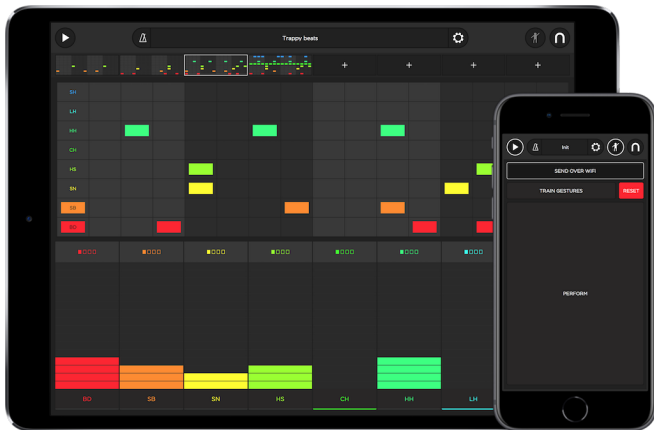 Trappy beats
+ + + +
SH
LH
HH
CH
HS
SN
SB
BD
BD SB SN HS CH HH LH
Init
SEND OVER WIFI
TRAIN GESTURES RESET
PERFORM